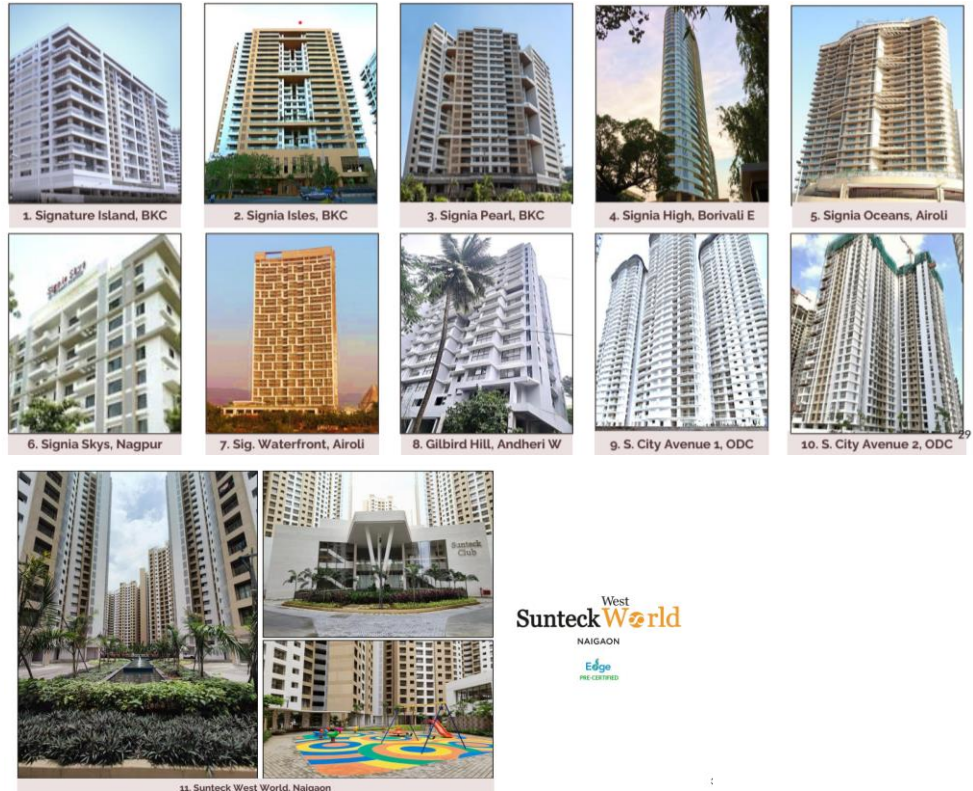 1. Signature Island, BKC
2. Signia Isles, BKC
3. Signia Pearl, BKC
4. Signia High, Borivali E
5. Signia Oceans, Airoli
Signia Skys
6. Signia Skys, Nagpur
7. Sig. Waterfront, Airoli
8. Gilbird Hill, Andheri W
9. S. City Avenue 1, ODC
10. S. City Avenue 2, ODC
29
Sunteck
Club
West
Sunteck World
NAIGAON
Edge
PRE-CERTIFIED
11. Sunteck West World, Naigaon